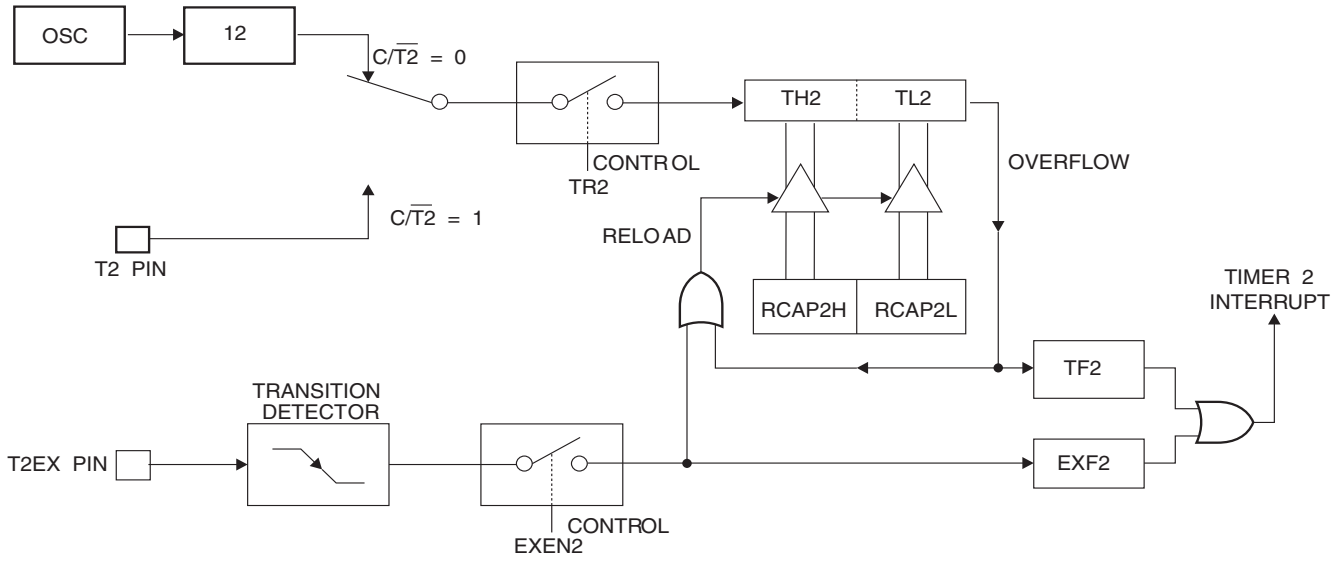 OSC
12
C/T2 = 0
TH2
TL2
CONTROL
TR2
OVERFLOW
C/T2 = 1
T2 PIN
RELOAD
RCAP2H
RCAP2L
TIMER 2
INTERRUPT
TF2
TRANSITION
DETECTOR
T2EX PIN
EXF2
CONTROL
EXEN2